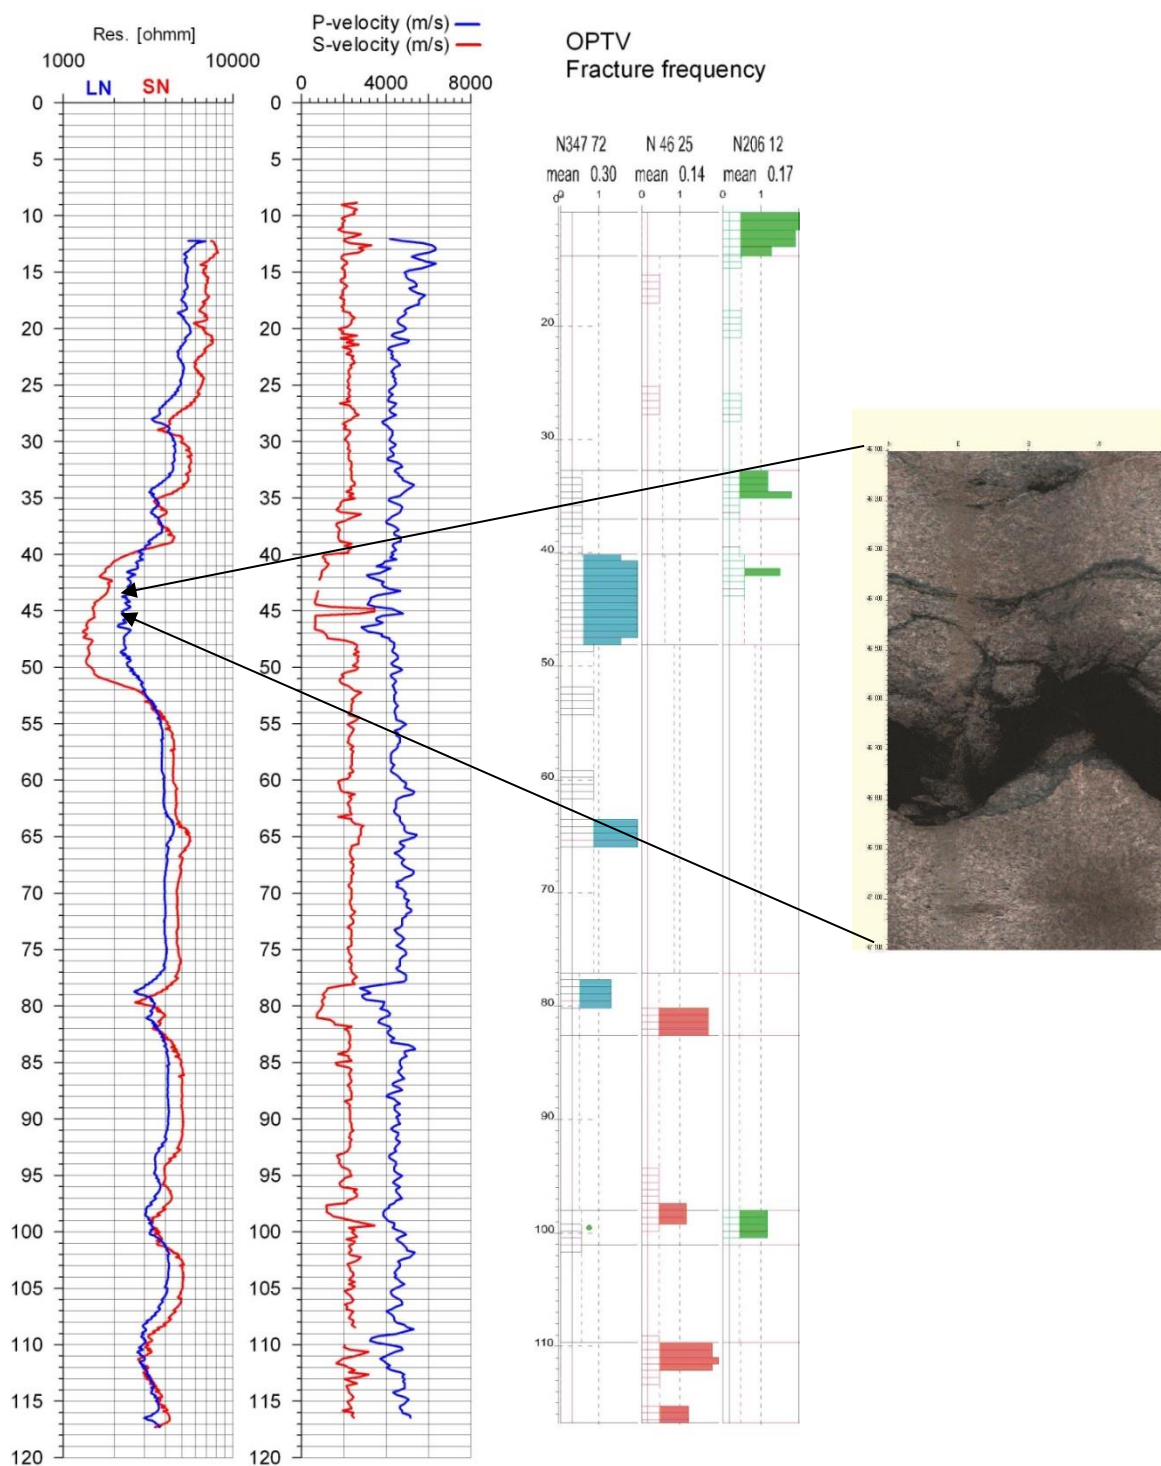 P-velocity (m/s)
S-velocity (m/s)
Res. [ohmm]
1000 10000
LN SN
0 4000 8000
OPTV
Fracture frequency
N347 72 N 46 25 N206 12
mean 0.30 mean 0.14 mean 0.17
0 1 0 1 0 1
0
0 0
5 5
10 10
15 15
20 20 20
25 25
30 30 30
35 35
40 40 40
45 45
50 50 50
55 55
60 60 60
65 65
70 70 70
75 75
80 80 80
85 85
90 90 90
95 95
100 100 100
105 105
110 110 110
115 115
120 120